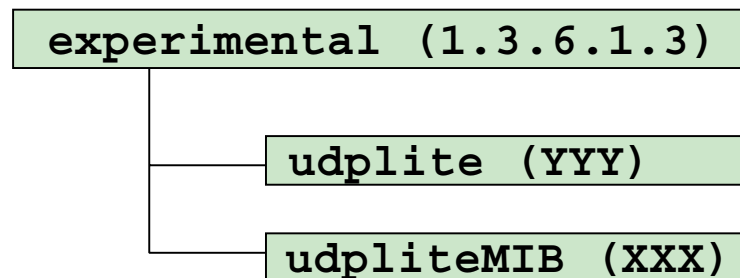 experimental (1.3.6.1.3)
udplite (YYY)
udpliteMIB (XXX)